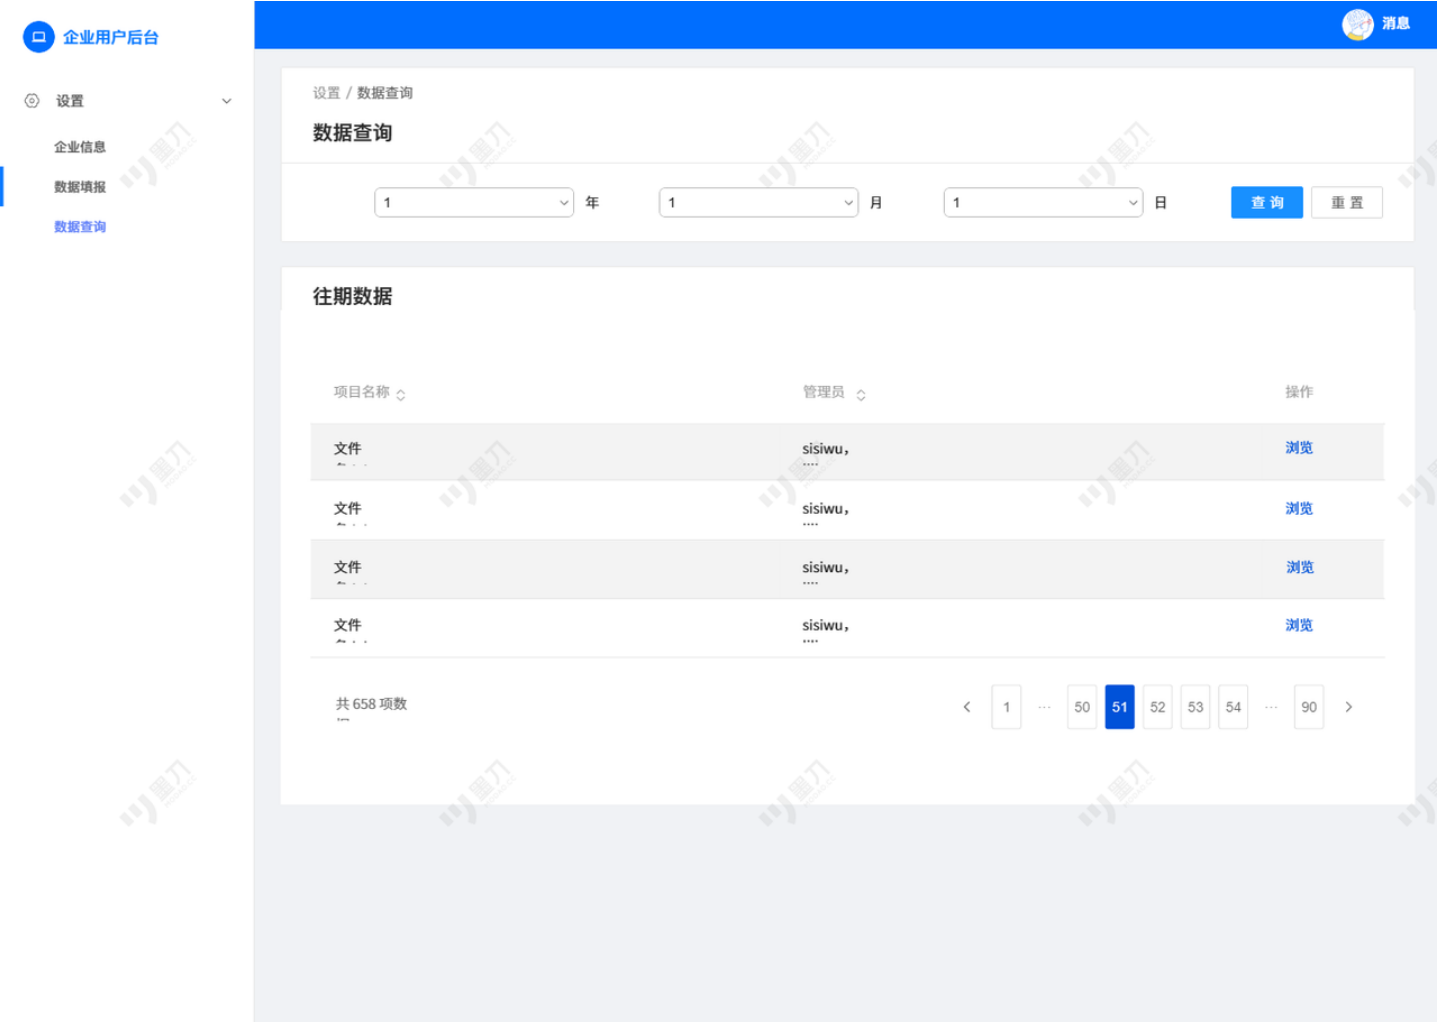 企业用户后台
消息
设置
企业信息
数据填报
数据查询
设置 / 数据查询
数据查询
1 年 1 月 1 日 查 询 重 置
往期数据
项目名称 管理员 操作
文件 sisiwu， 浏览
文件 sisiwu， 浏览
文件 sisiwu， 浏览
文件 sisiwu， 浏览
共 658 项数
1 ··· 50 51 52 53 54 ··· 90
墨刀